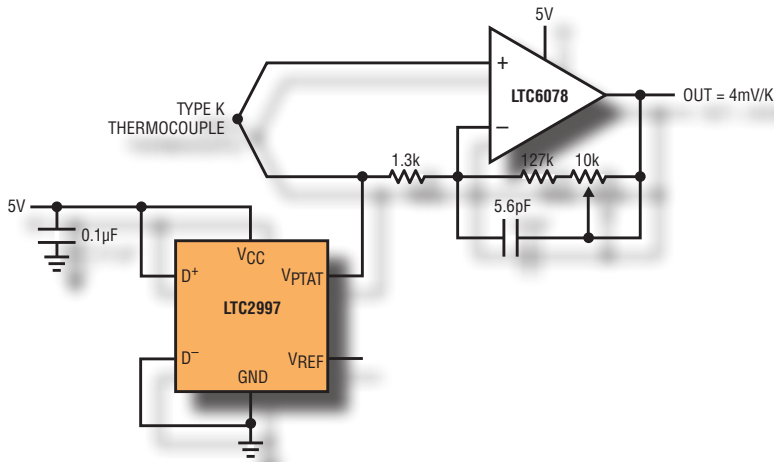 5V
+
LTC6078
–
OUT = 4mV/K
TYPE K
THERMOCOUPLE
1.3k
127k
10k
5.6pF
5V
0.1µF
VCC
D+
VPTAT
LTC2997
D–
VREF
GND